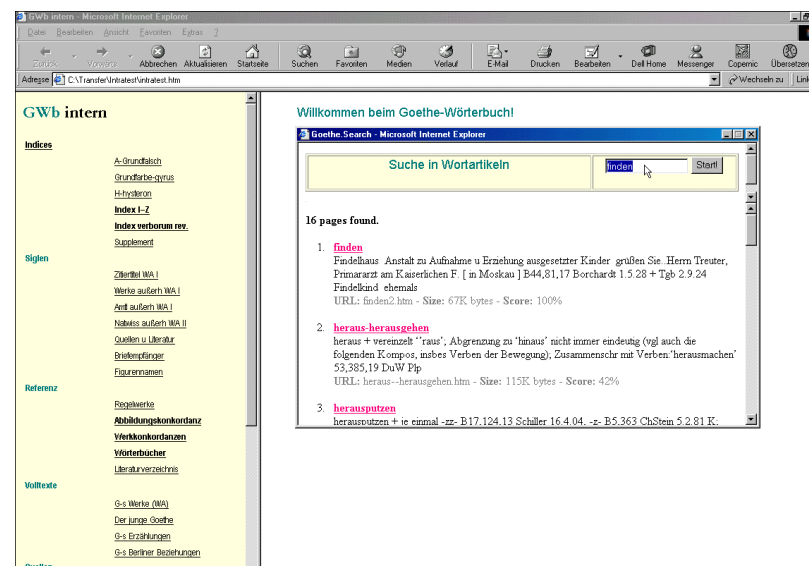 GWb intern - Microsoft Internet Explorer
Datei Bearbeiten Ansicht Favoriten Extras ?
Zurück Vorwärts Abbrechen Aktualisieren Startseite Suchen Favoriten Medien Verlauf E-Mail Drucken Bearbeiten Dell Home Messenger Copernic Übersetzen
Adresse C:\Transfer\Intratest\intratest.htm Wechseln zu Link
GWb intern
Indices
A-Grundfalsch
Grundfarbe-gyrus
H-hysteron
Index I–Z
Index verborum rev.
Supplement
Siglen
Zitiertitel WA I
Werke außerh WA I
Amtl außerh WA I
Natwiss außerh WA II
Quellen u Literatur
Briefempfänger
Figurennamen
Referenz
Regelwerke
Abbildungskonkordanz
Werkkonkordanzen
Wörterbücher
Literaturverzeichnis
Volltexte
G-s Werke (WA)
Der junge Goethe
G-s Erzählungen
G-s Berliner Beziehungen
Willkommen beim Goethe-Wörterbuch!
Goethe.Search - Microsoft Internet Explorer
Suche in Wortartikeln finden Start!
16 pages found.
1. finden
Findelhaus Anstalt zu Aufnahme u Erziehung ausgesetzter Kinder grüßen Sie..Herrn Treuter,
Primararzt am Kaiserlichen F. [ in Moskau ] B44,81,17 Borchardt 1.5.28 + Tgb 2.9.24
Findelkind ehemals
URL: finden2.htm - Size: 67K bytes - Score: 100%
2. heraus-herausgehen
heraus + vereinzelt ‘'raus’; Abgrenzung zu ‘hinaus’ nicht immer eindeutig (vgl auch die
folgenden Kompos, insbes Verben der Bewegung); Zusammenschr mit Verben:‘herausmachen’
53,385,19 DuW Plp
URL: heraus--herausgehen.htm - Size: 115K bytes - Score: 42%
3. herausputzen
herausputzen + je einmal -zz- B17,124,13 Schiller 16.4.04. -z- B5,363 ChStein 5.2.81 K: